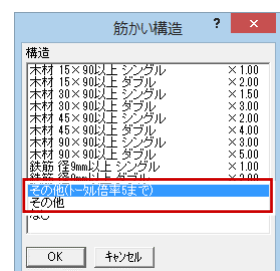 筋かい構造 ? ×
構造
木材 15×90以上 シングル ×1.00
木材 15×90以上 ダブル ×2.00
木材 30×90以上 シングル ×1.50
木材 30×90以上 ダブル ×3.00
木材 45×90以上 シングル ×2.00
木材 45×90以上 ダブル ×4.00
木材 90×90以上 シングル ×3.00
木材 90×90以上 ダブル ×5.00
鉄筋 径9mm以上 シングル ×1.00
鉄筋 径9mm以上 ダブル ×2.00
その他(トータル倍率5まで)
その他
なし
OK キャンセル